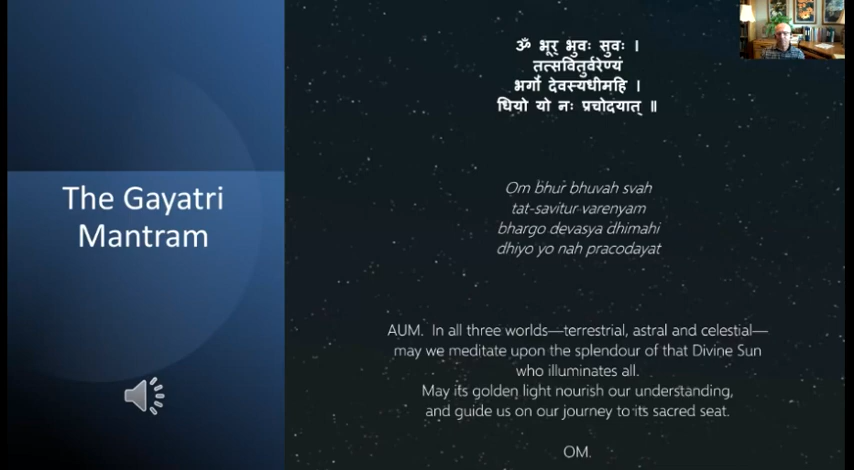 The Gayatri
Mantram
ॐ भूर् भुवः सुवः ।
तत्सवितुर्वरेण्यं
भर्गो देवस्यधीमहि ।
धियो यो नः प्रचोदयात् ॥
Om bhur bhuvah svah
tat-savitur varenyam
bhargo devasya dhimahi
dhiyo yo nah pracodayat
AUM. In all three worlds—terrestrial, astral and celestial—
may we meditate upon the splendour of that Divine Sun
who illuminates all.
May its golden light nourish our understanding,
and guide us on our journey to its sacred seat.
OM.